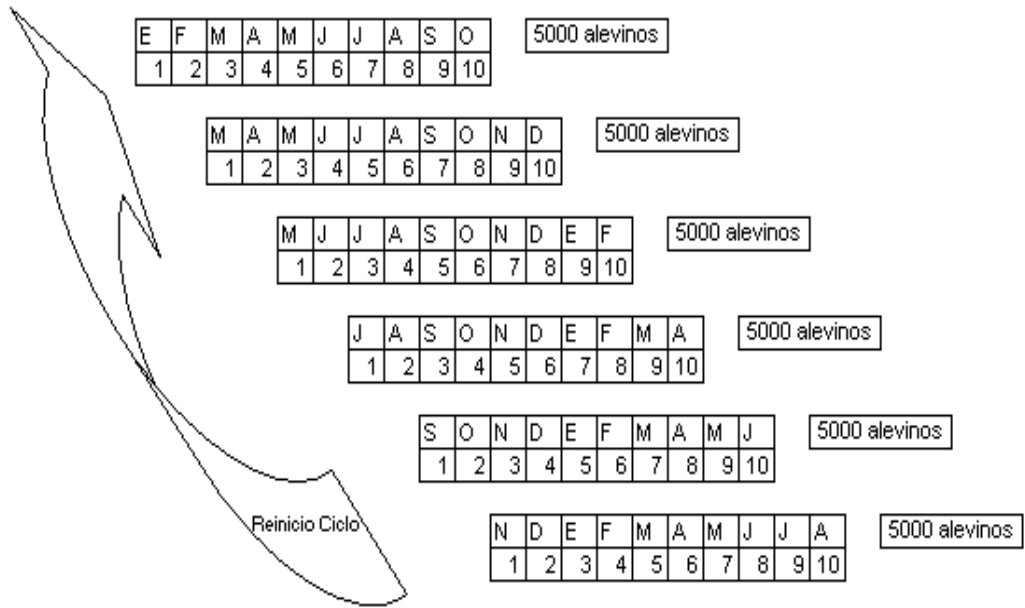 E F M A M J J A S O 5000 alevinos
1 2 3 4 5 6 7 8 9 10
M A M J J A S O N D 5000 alevinos
1 2 3 4 5 6 7 8 9 10
M J J A S O N D E F 5000 alevinos
1 2 3 4 5 6 7 8 9 10
J A S O N D E F M A 5000 alevinos
1 2 3 4 5 6 7 8 9 10
S O N D E F M A M J 5000 alevinos
1 2 3 4 5 6 7 8 9 10
Reinicio Ciclo
N D E F M A M J J A 5000 alevinos
1 2 3 4 5 6 7 8 9 10